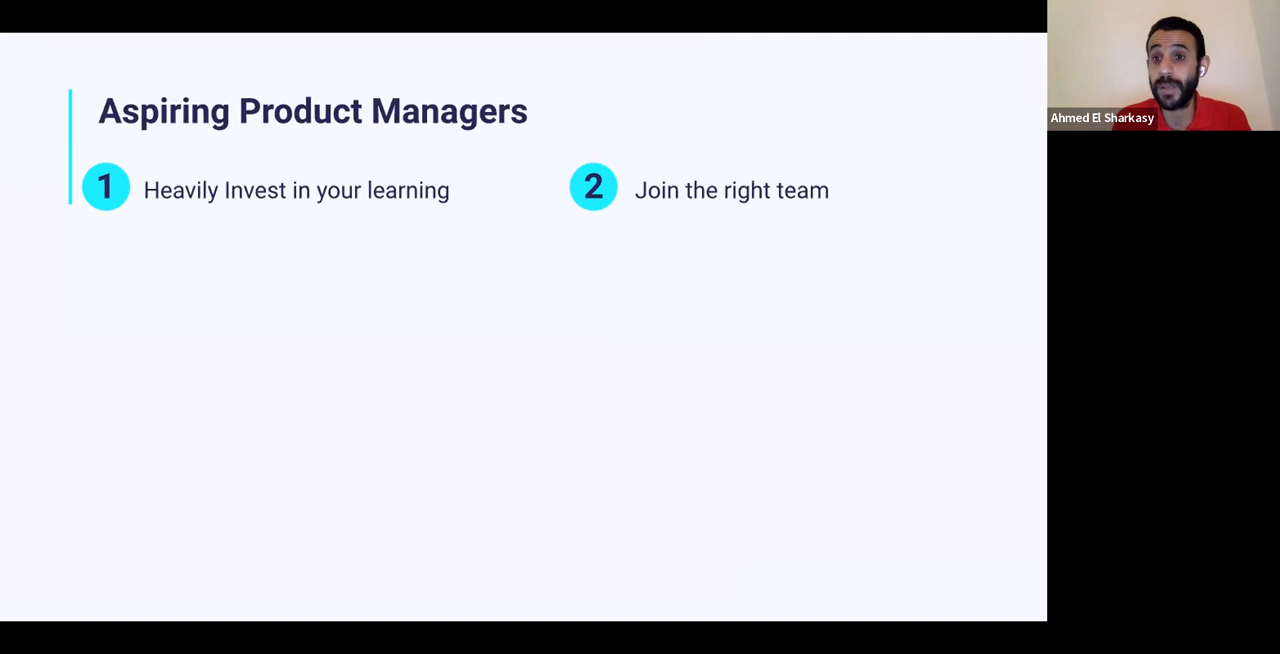 Aspiring Product Managers
1 Heavily Invest in your learning
2 Join the right team
Ahmed El Sharkasy